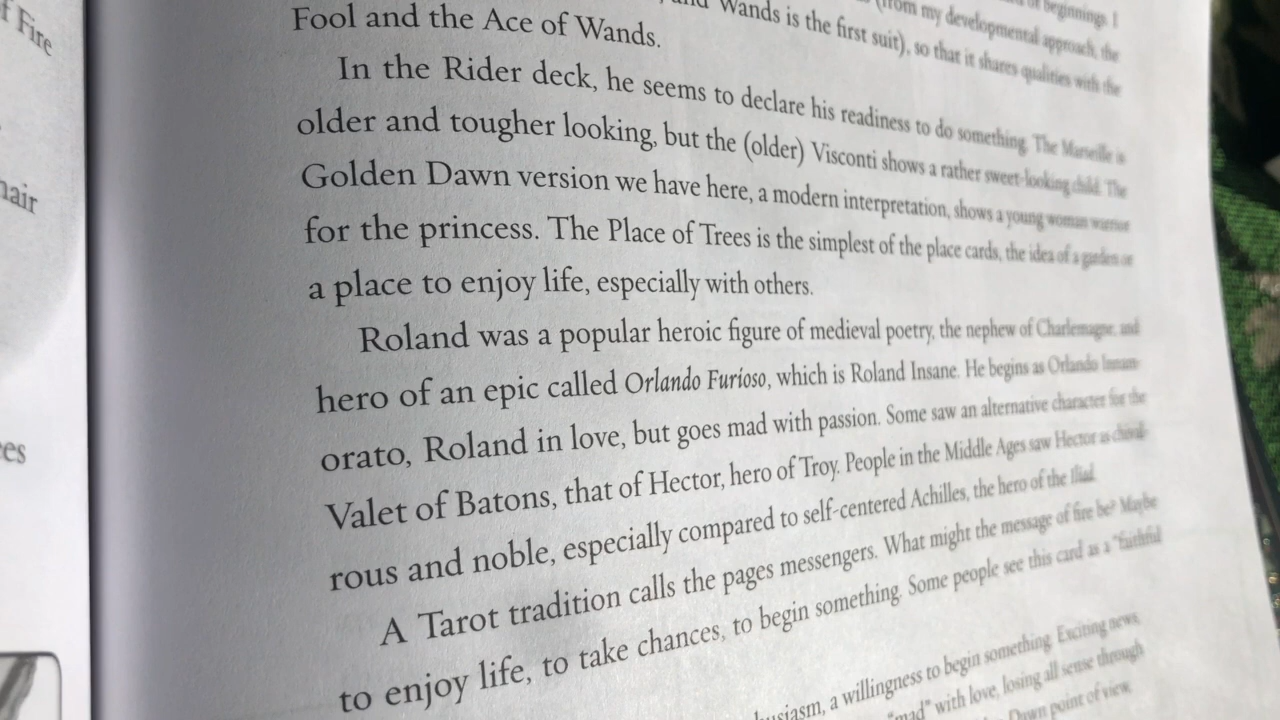 f Fire
hair
es
of beginnings. I
(from my developmental approach, the
Wands is the first suit), so that it shares qualities with the
Fool and the Ace of Wands.
In the Rider deck, he seems to declare his readiness to do something. The Marseille is
older and tougher looking, but the (older) Visconti shows a rather sweet-looking child. The
Golden Dawn version we have here, a modern interpretation, shows a young woman warrior
for the princess. The Place of Trees is the simplest of the place cards, the idea of a garden or
a place to enjoy life, especially with others.
Roland was a popular heroic figure of medieval poetry, the nephew of Charlemagne, and
hero of an epic called Orlando Furioso, which is Roland Insane. He begins as Orlando Innam-
orato, Roland in love, but goes mad with passion. Some saw an alternative character for the
Valet of Batons, that of Hector, hero of Troy. People in the Middle Ages saw Hector as chival-
rous and noble, especially compared to self-centered Achilles, the hero of the Iliad.
A Tarot tradition calls the pages messengers. What might the message of fire be? Maybe
to enjoy life, to take chances, to begin something. Some people see this card as a "faithful
a willingness to begin something. Exciting news,
"mad" with love, losing all sense through
Dawn point of view,